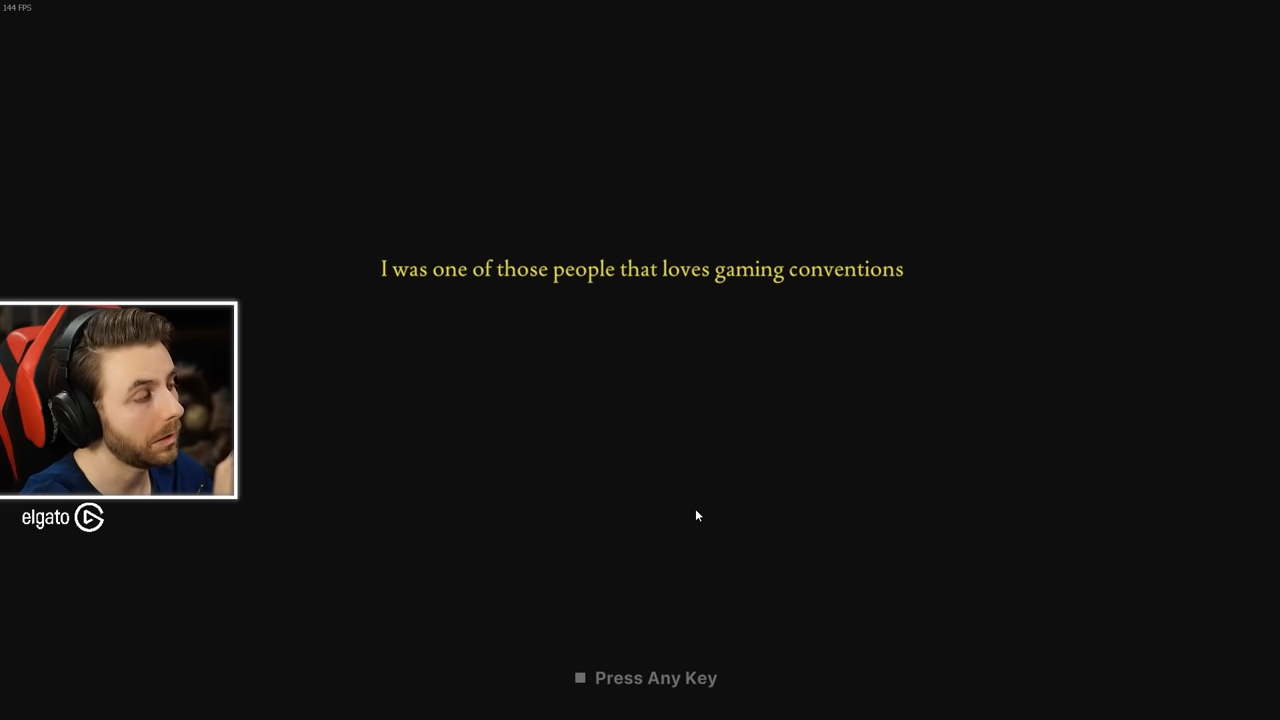 144 FPS
I was one of those people that loves gaming conventions
elgato
Press Any Key